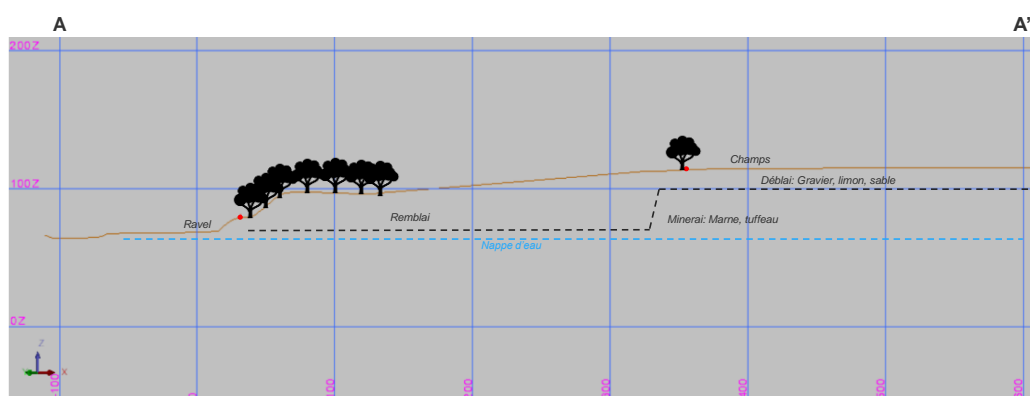 A A'
200Z
Champs
100Z
Déblai: Gravier, limon, sable
Ravel Remblai Minerai: Marne, tuffeau
Nappe d'eau
0Z
Z
X
-100 0 100 200 300 400 500 600